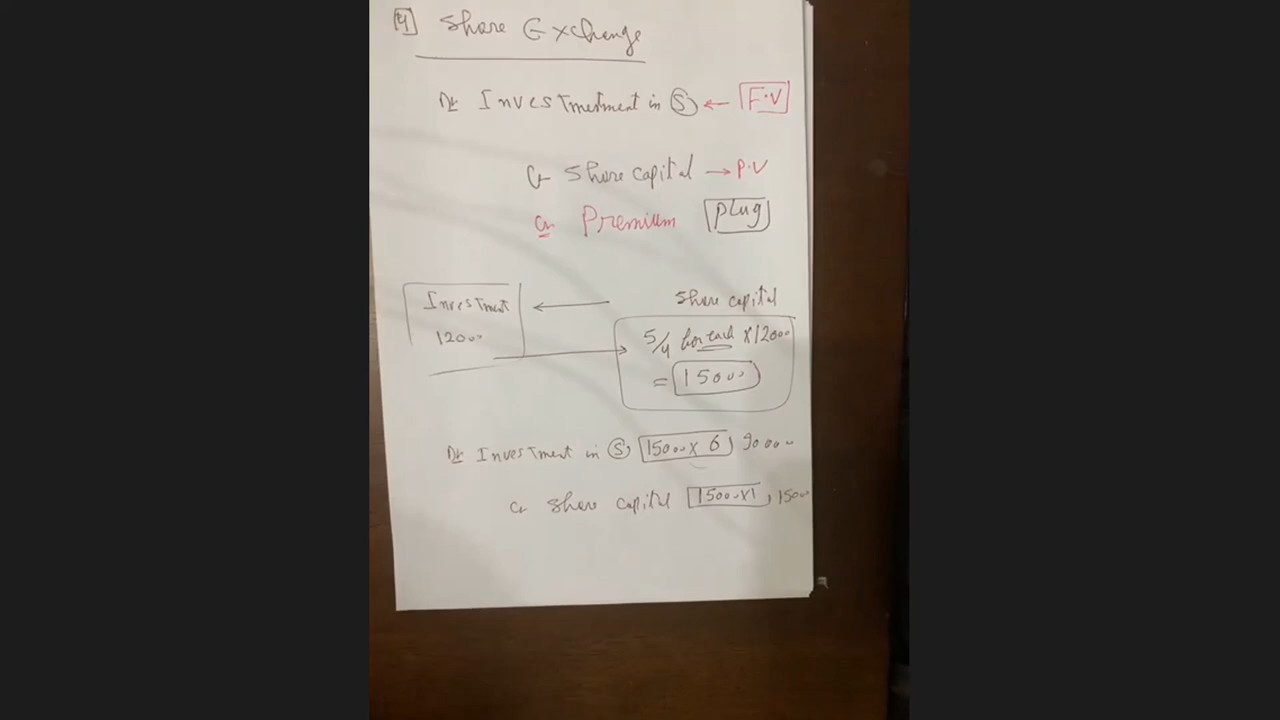 4 Share Exchange
Dr Investmentment in S ← F.V
Cr Share capital → P.V
Cr Premium Plug
Investment
12000
Share capital
5/4 for each × 12000
= 15000
Dr Investment in S 15000 × 6, 90000
Cr Share capital 15000×1, 15000